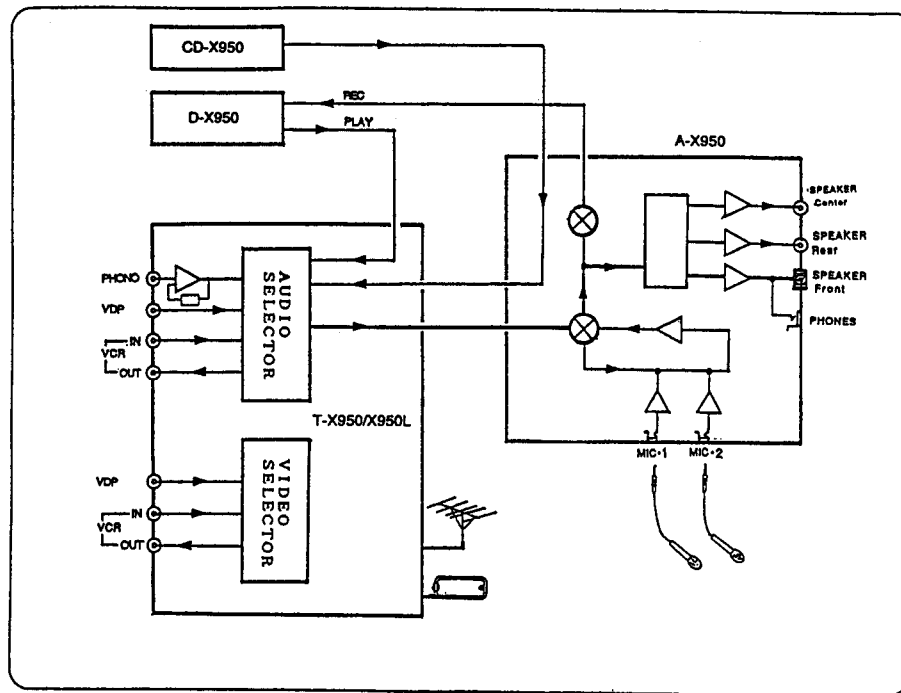 CD-X950
D-X950
REC
PLAY
A-X950
SPEAKER
Center
SPEAKER
Rear
SPEAKER
Front
PHONES
PHONO
VDP
IN
VCR
OUT
AUDIO
SELECTOR
T-X950/X950L
MIC•1
MIC•2
VDP
IN
VCR
OUT
VIDEO
SELECTOR